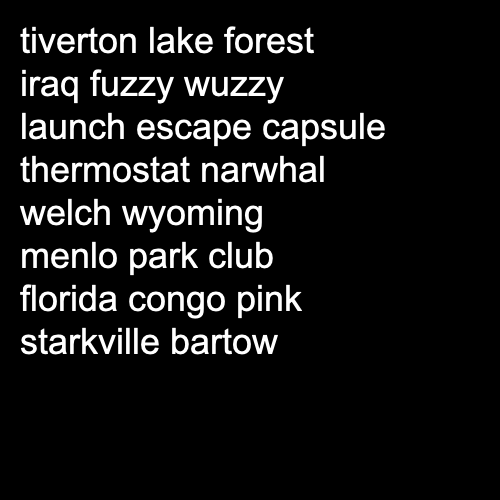 tiverton lake forest
iraq fuzzy wuzzy
launch escape capsule
thermostat narwhal
welch wyoming
menlo park club
florida congo pink
starkville bartow